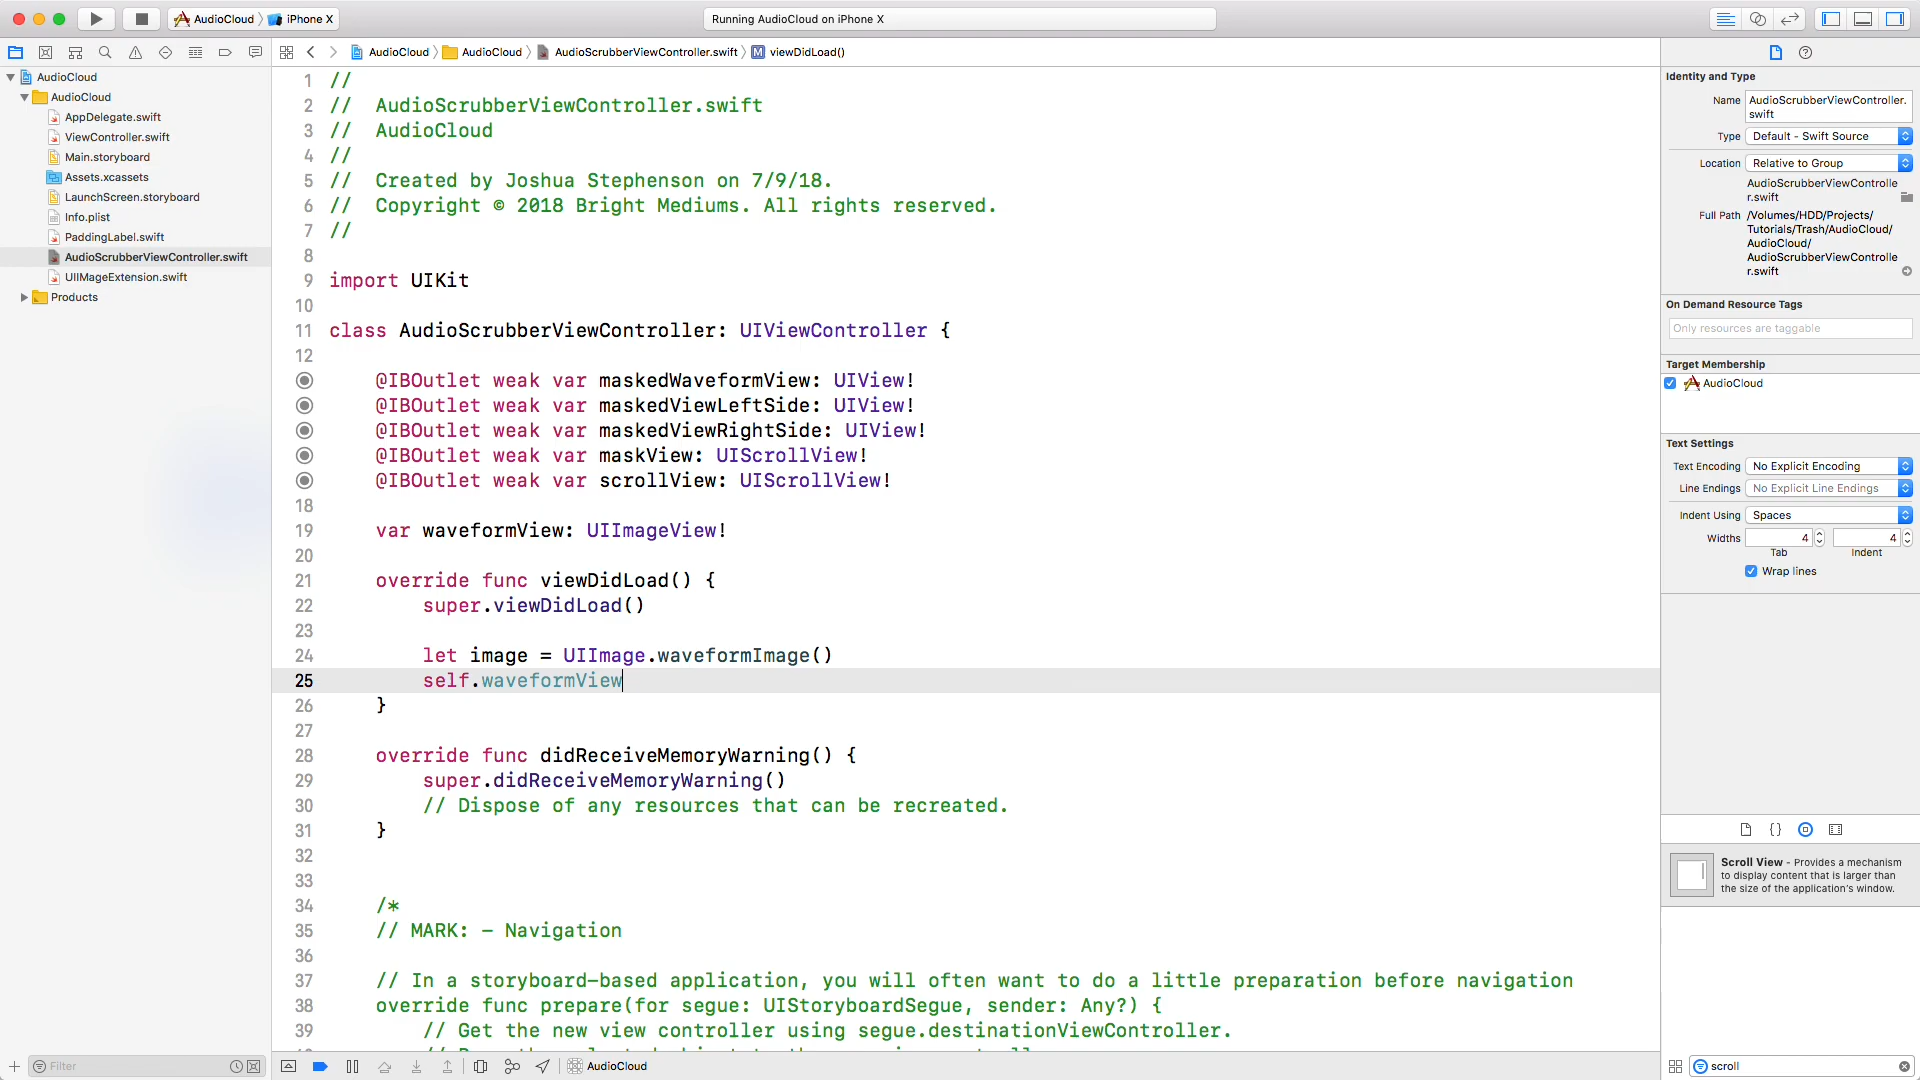 AudioCloud
iPhone X
Running AudioCloud on iPhone X
AudioCloud
AudioCloud
AudioScrubberViewController.swift
M
viewDidLoad()
AudioCloud
AudioCloud
AppDelegate.swift
ViewController.swift
Main.storyboard
Assets.xcassets
LaunchScreen.storyboard
Info.plist
PaddingLabel.swift
AudioScrubberViewController.swift
UIIMageExtension.swift
Products
1 //
2 //  AudioScrubberViewController.swift
3 //  AudioCloud
4 //
5 //  Created by Joshua Stephenson on 7/9/18.
6 //  Copyright © 2018 Bright Mediums. All rights reserved.
7 //
8
9 import UIKit
10
11 class AudioScrubberViewController: UIViewController {
12
@IBOutlet weak var maskedWaveformView: UIView!
@IBOutlet weak var maskedViewLeftSide: UIView!
@IBOutlet weak var maskedViewRightSide: UIView!
@IBOutlet weak var maskView: UIScrollView!
@IBOutlet weak var scrollView: UIScrollView!
18
19 var waveformView: UIImageView!
20
21 override func viewDidLoad() {
22 super.viewDidLoad()
23
24 let image = UIImage.waveformImage()
25 self.waveformView
26 }
27
28 override func didReceiveMemoryWarning() {
29 super.didReceiveMemoryWarning()
30 // Dispose of any resources that can be recreated.
31 }
32
33
34 /*
35 // MARK: - Navigation
36
37 // In a storyboard-based application, you will often want to do a little preparation before navigation
38 override func prepare(for segue: UIStoryboardSegue, sender: Any?) {
39 // Get the new view controller using segue.destinationViewController.
Filter
AudioCloud
Identity and Type
Name AudioScrubberViewController.
swift
Type Default - Swift Source
Location Relative to Group
AudioScrubberViewControlle
r.swift
Full Path /Volumes/HDD/Projects/
Tutorials/Trash/AudioCloud/
AudioCloud/
AudioScrubberViewControlle
r.swift
On Demand Resource Tags
Only resources are taggable
Target Membership
AudioCloud
Text Settings
Text Encoding No Explicit Encoding
Line Endings No Explicit Line Endings
Indent Using Spaces
Widths 4 4
Tab Indent
Wrap lines
{}
Scroll View - Provides a mechanism
to display content that is larger than
the size of the application's window.
scroll